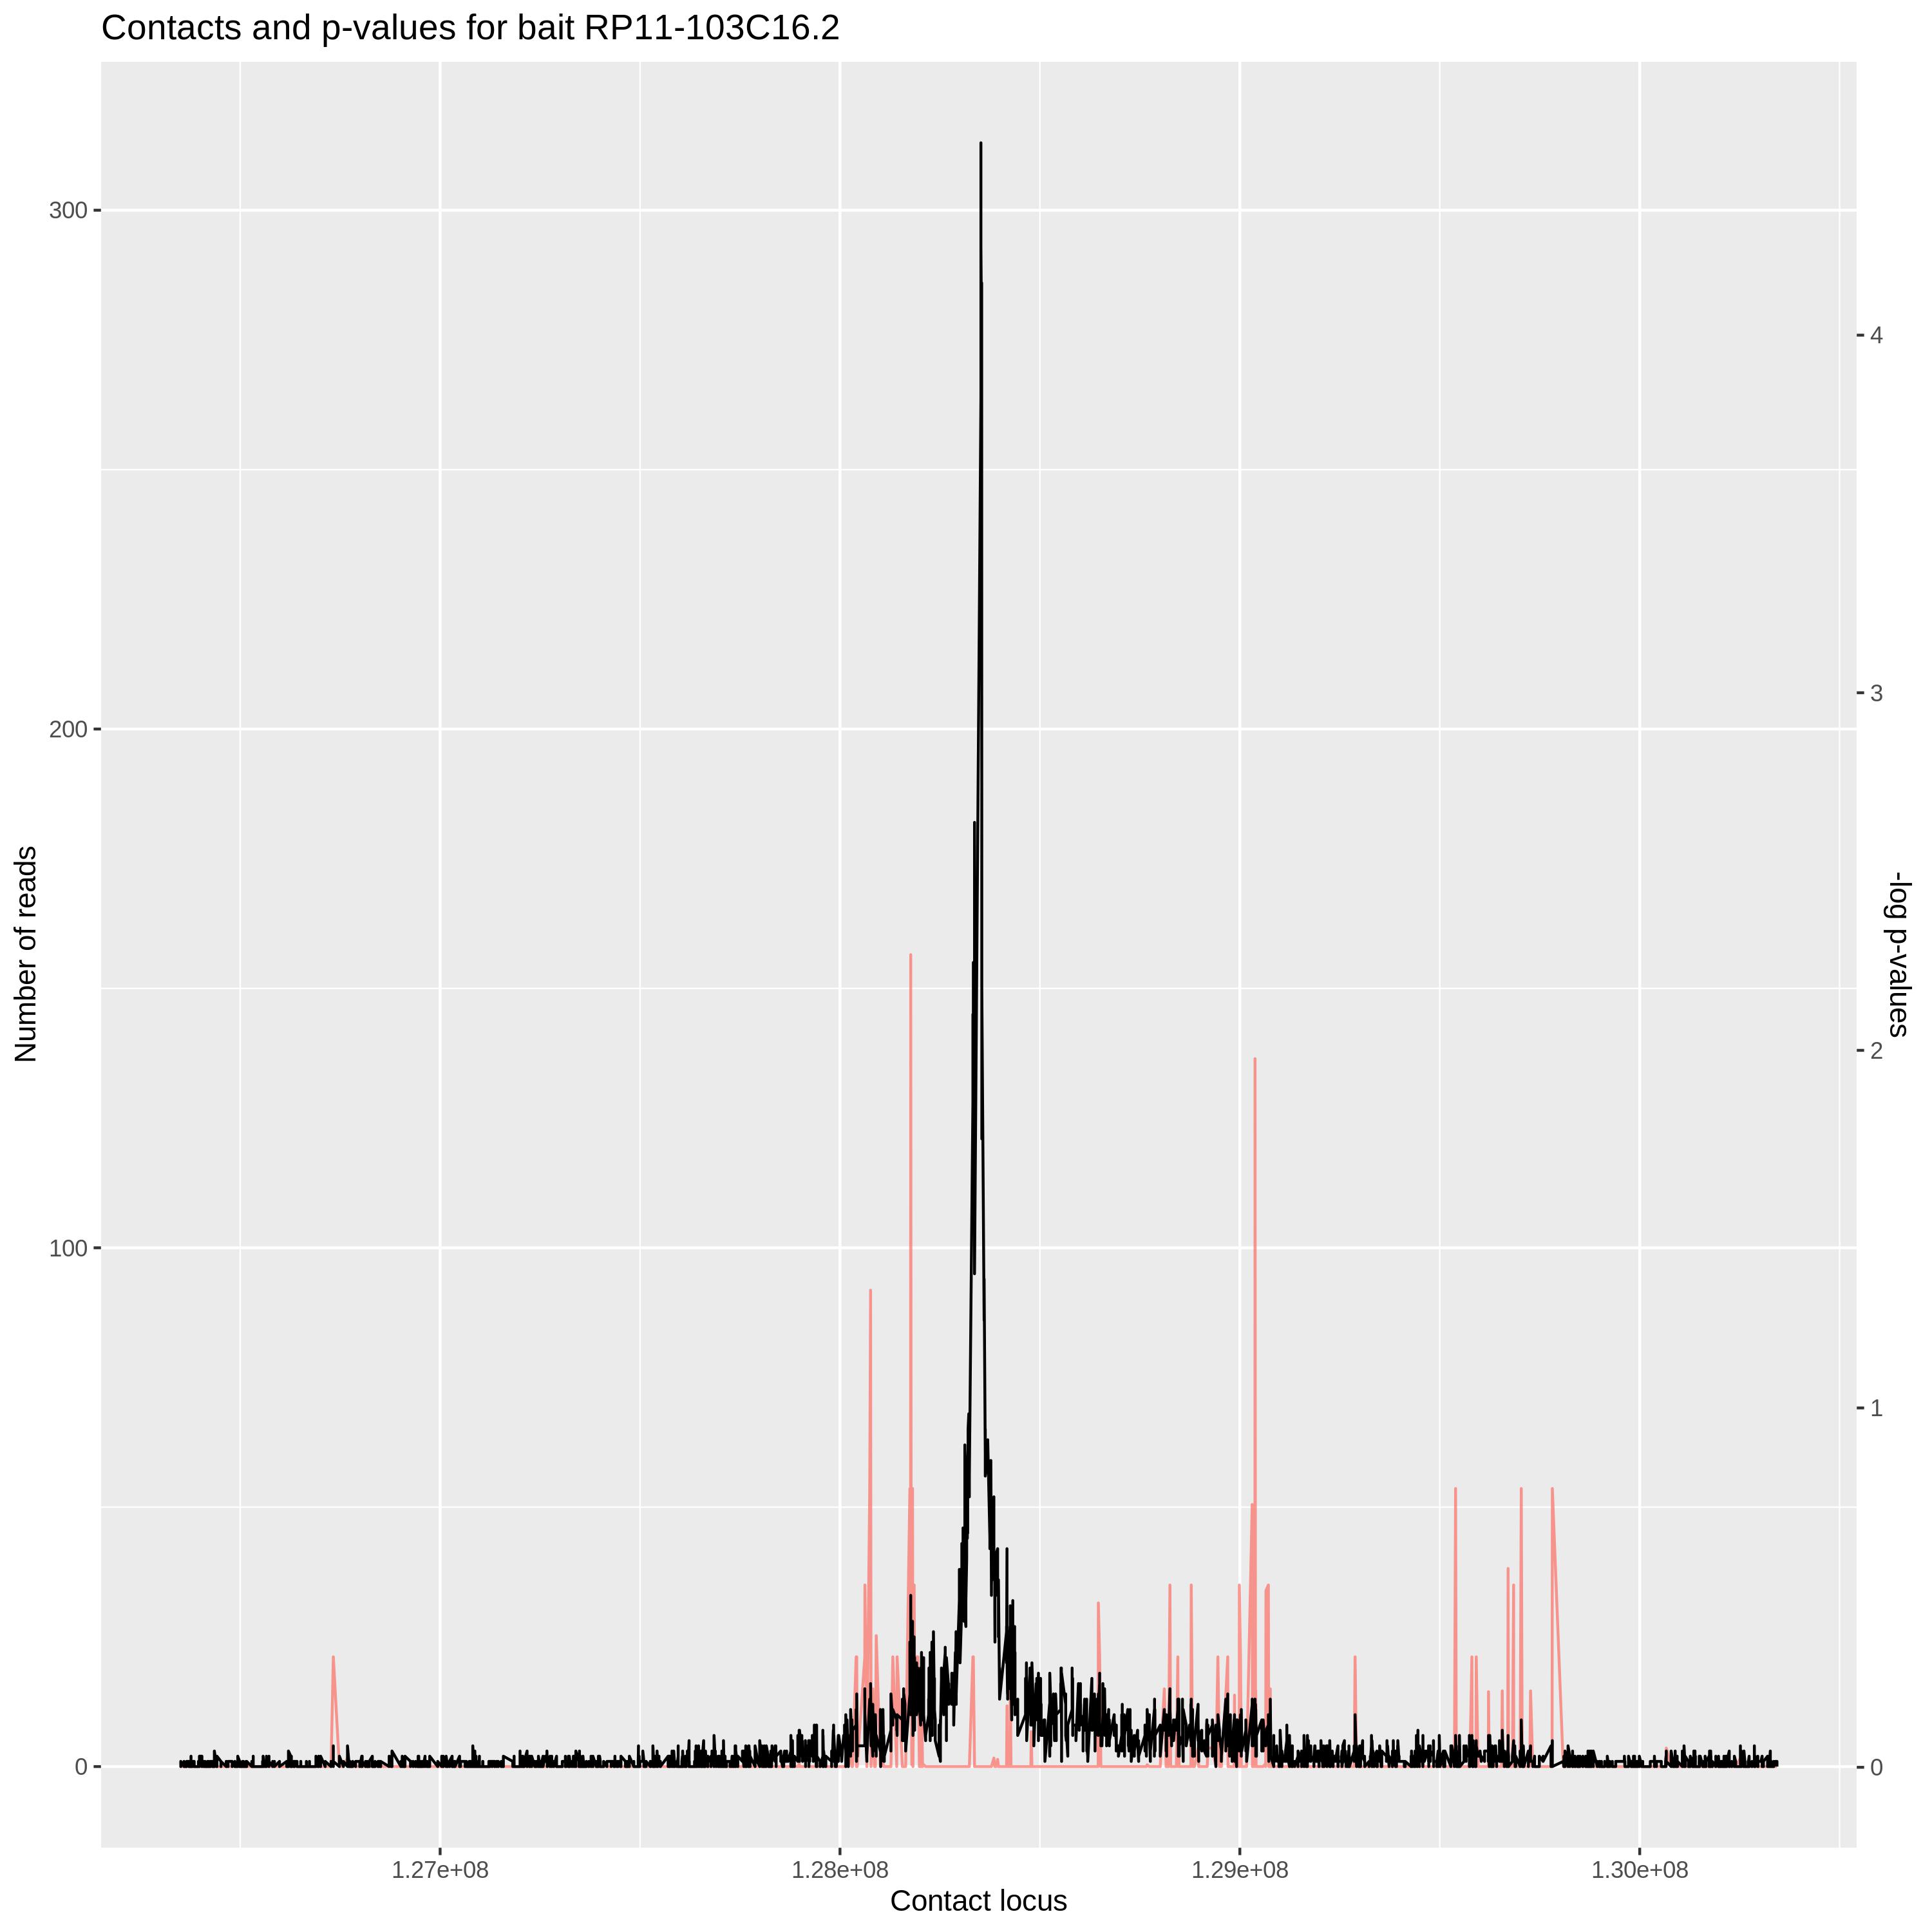 Contacts and p-values for bait RP11-103C16.2
300
200
100
0
Number of reads
4
3
2
1
0
-log p-values
1.27e+08
1.28e+08
1.29e+08
1.30e+08
Contact locus